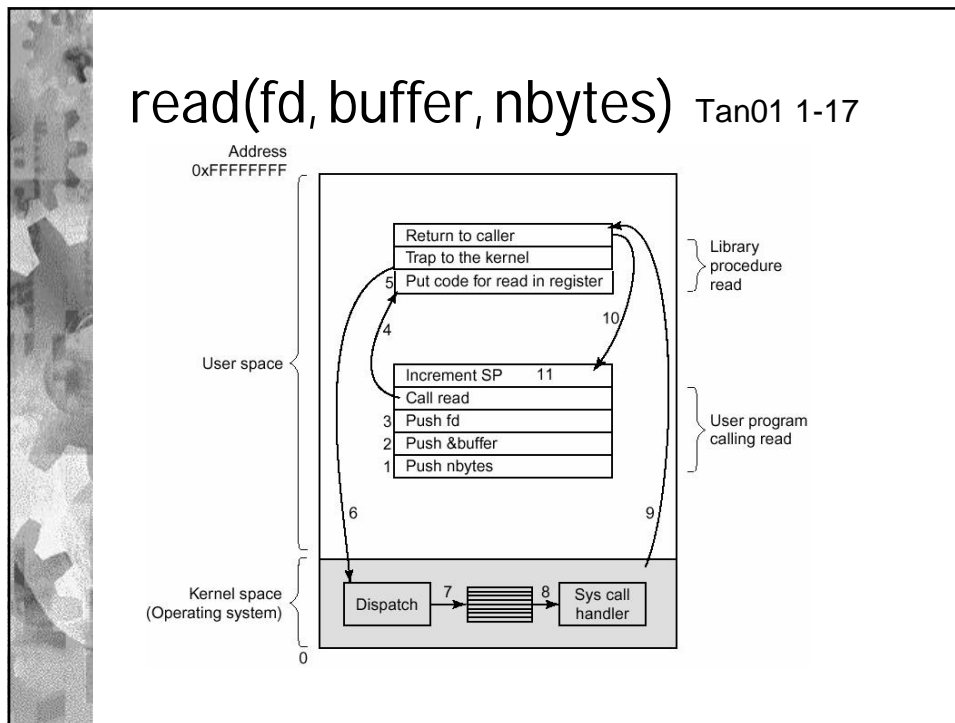 read(fd, buffer, nbytes) Tan01 1-17
Address
0xFFFFFFFF
Return to caller
Trap to the kernel
5 Put code for read in register
Library
procedure
read
4
10
User space
Increment SP 11
Call read
3 Push fd
2 Push &buffer
1 Push nbytes
User program
calling read
6
9
Kernel space
(Operating system)
Dispatch
7
8
Sys call
handler
0